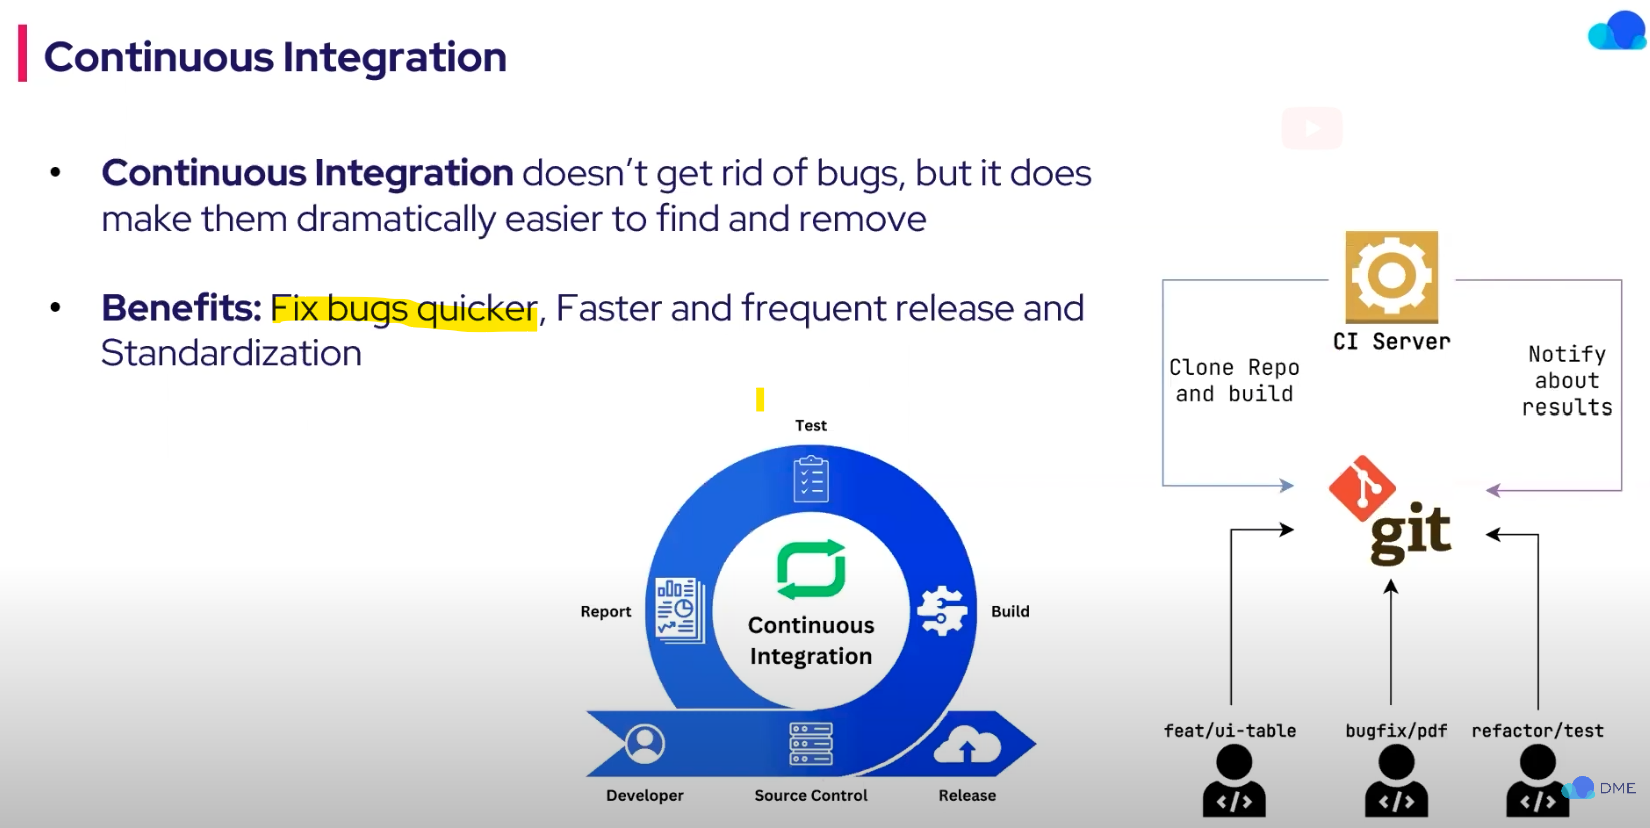 Continuous Integration
• Continuous Integration doesn't get rid of bugs, but it does
make them dramatically easier to find and remove
• Benefits: Fix bugs quicker, Faster and frequent release and
Standardization
CI Server
Clone Repo
and build
Notify
about
results
git
feat/ui-table
bugfix/pdf
refactor/test
Test
Report
Continuous
Integration
Build
Developer
Source Control
Release
</>
</>
</>
DME